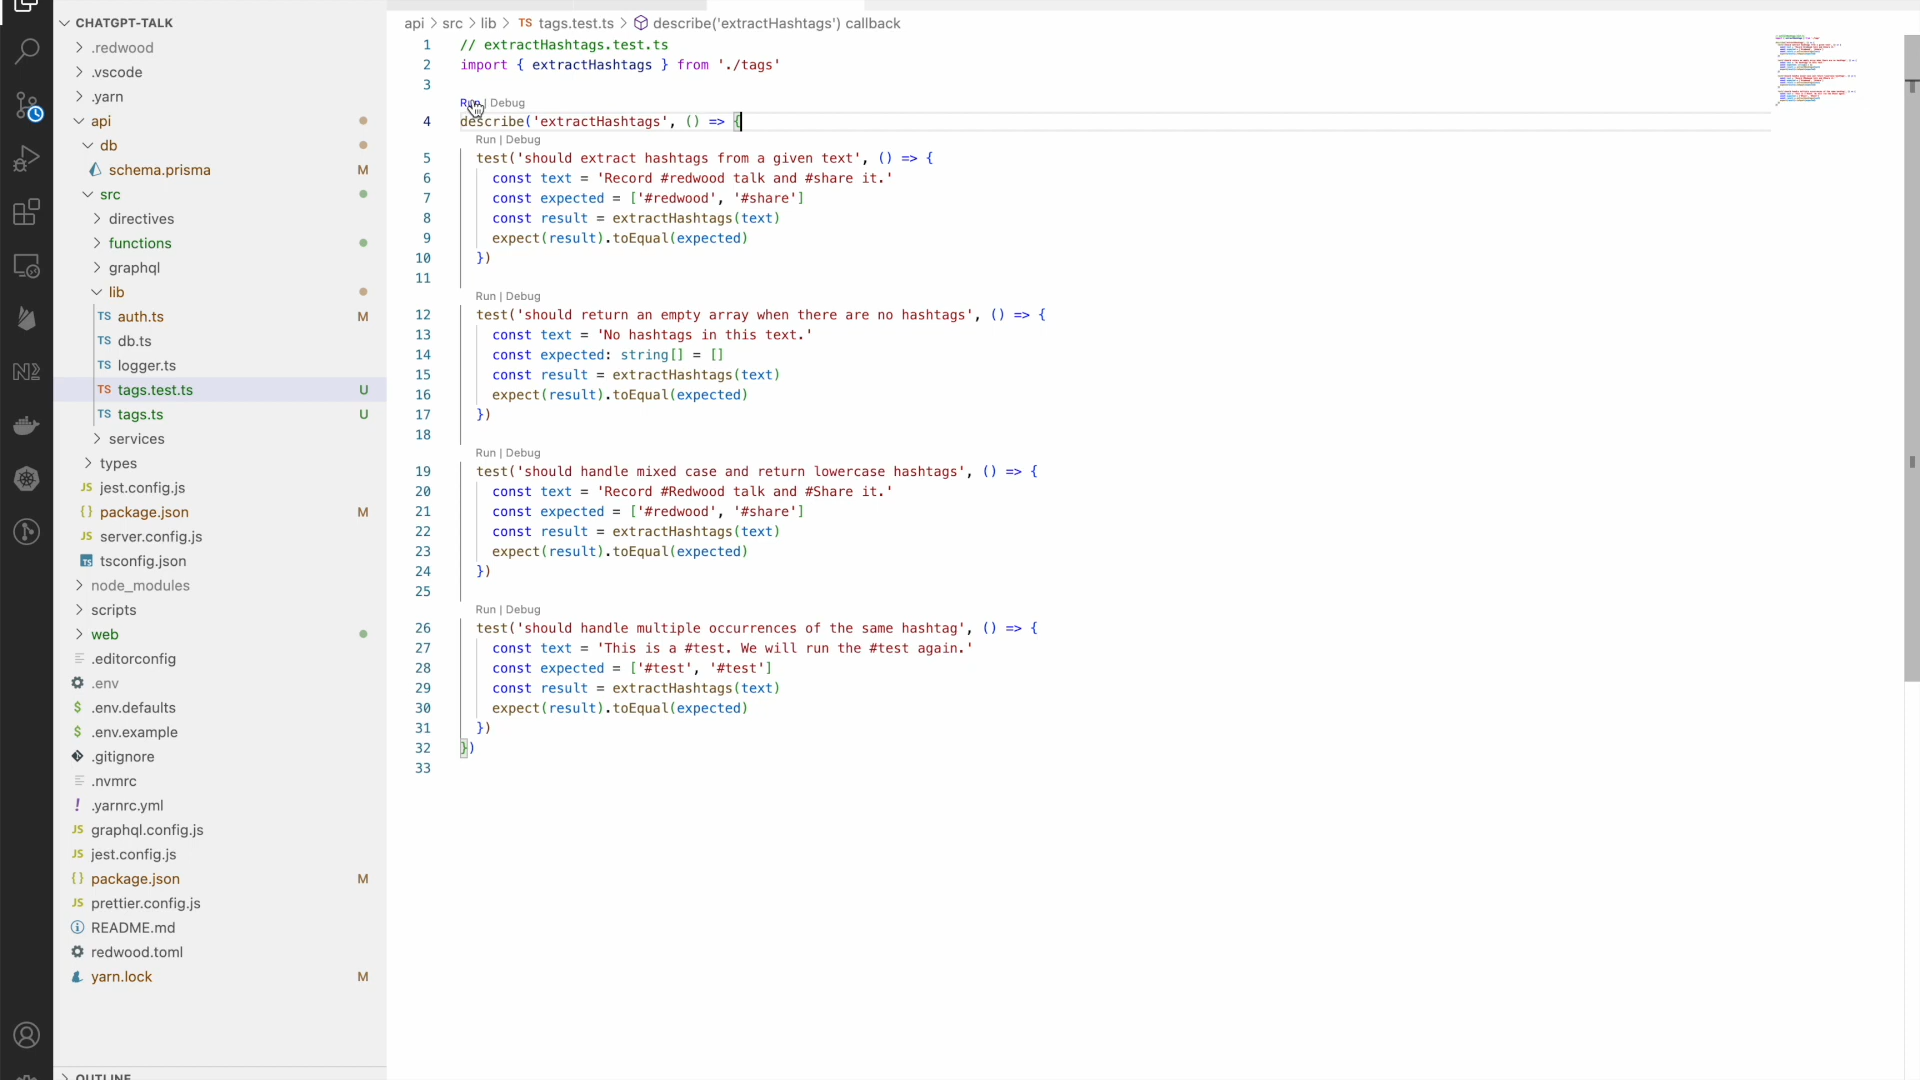 CHATGPT-TALK
.redwood
.vscode
.yarn
api
db
schema.prisma M
src
directives
functions
graphql
lib
TS auth.ts M
TS db.ts
TS logger.ts
TS tags.test.ts U
TS tags.ts U
services
types
JS jest.config.js
{} package.json M
JS server.config.js
TS tsconfig.json
node_modules
scripts
web
.editorconfig
.env
$ .env.defaults
$ .env.example
.gitignore
.nvmrc
! .yarnrc.yml
JS graphql.config.js
JS jest.config.js
{} package.json M
JS prettier.config.js
README.md
redwood.toml
yarn.lock M
OUTLINE
api > src > lib > TS tags.test.ts > describe('extractHashtags') callback
1 // extractHashtags.test.ts
2 import { extractHashtags } from './tags'
3
Run | Debug
4 describe('extractHashtags', () => {
Run | Debug
5 test('should extract hashtags from a given text', () => {
6 const text = 'Record #redwood talk and #share it.'
7 const expected = ['#redwood', '#share']
8 const result = extractHashtags(text)
9 expect(result).toEqual(expected)
10 })
11
Run | Debug
12 test('should return an empty array when there are no hashtags', () => {
13 const text = 'No hashtags in this text.'
14 const expected: string[] = []
15 const result = extractHashtags(text)
16 expect(result).toEqual(expected)
17 })
18
Run | Debug
19 test('should handle mixed case and return lowercase hashtags', () => {
20 const text = 'Record #Redwood talk and #Share it.'
21 const expected = ['#redwood', '#share']
22 const result = extractHashtags(text)
23 expect(result).toEqual(expected)
24 })
25
Run | Debug
26 test('should handle multiple occurrences of the same hashtag', () => {
27 const text = 'This is a #test. We will run the #test again.'
28 const expected = ['#test', '#test']
29 const result = extractHashtags(text)
30 expect(result).toEqual(expected)
31 })
32 })
33